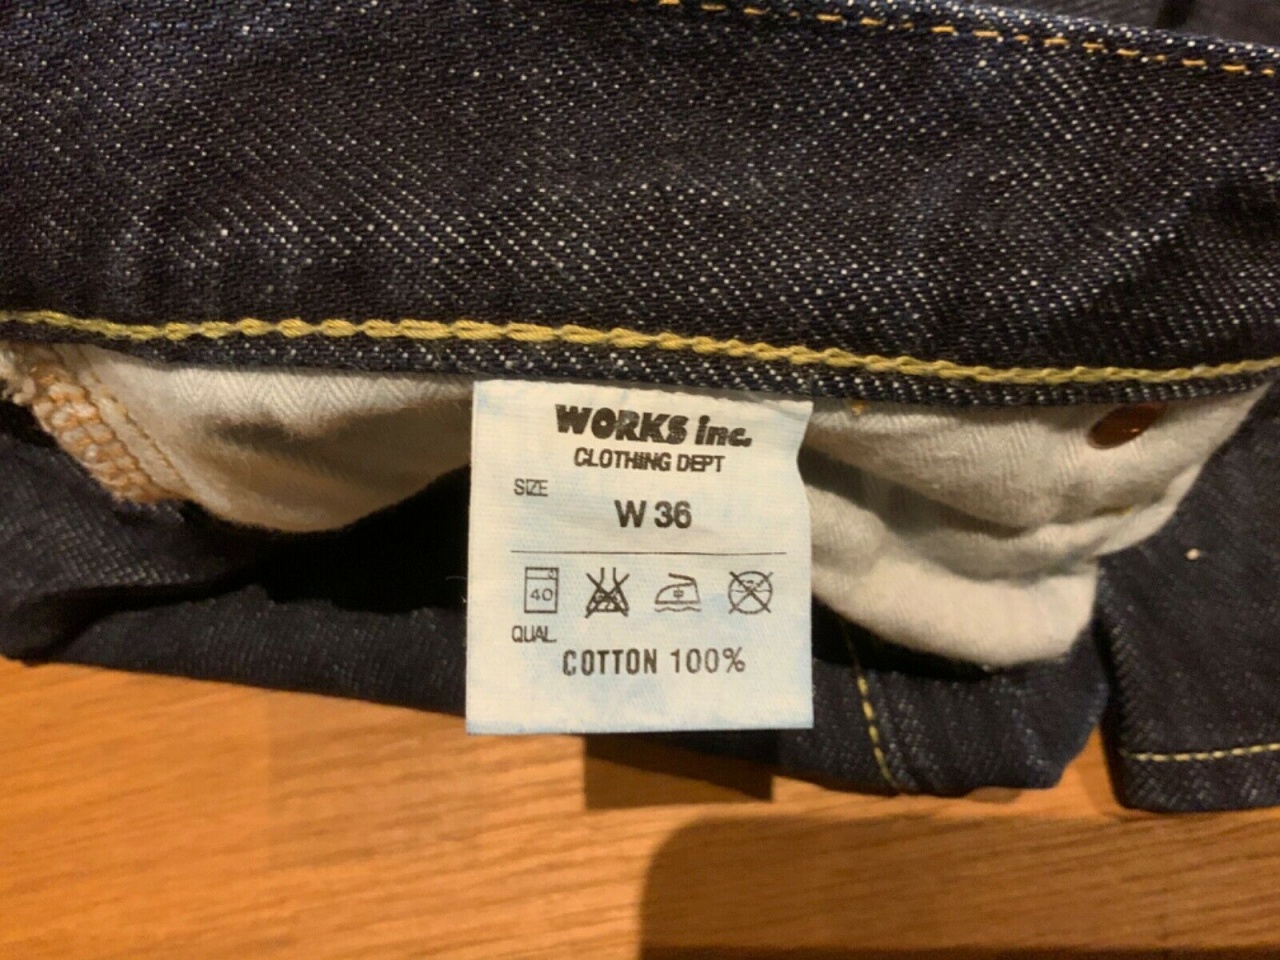 WORKS inc.
CLOTHING DEPT
SIZE
W 36
40
QUAL.
COTTON 100%